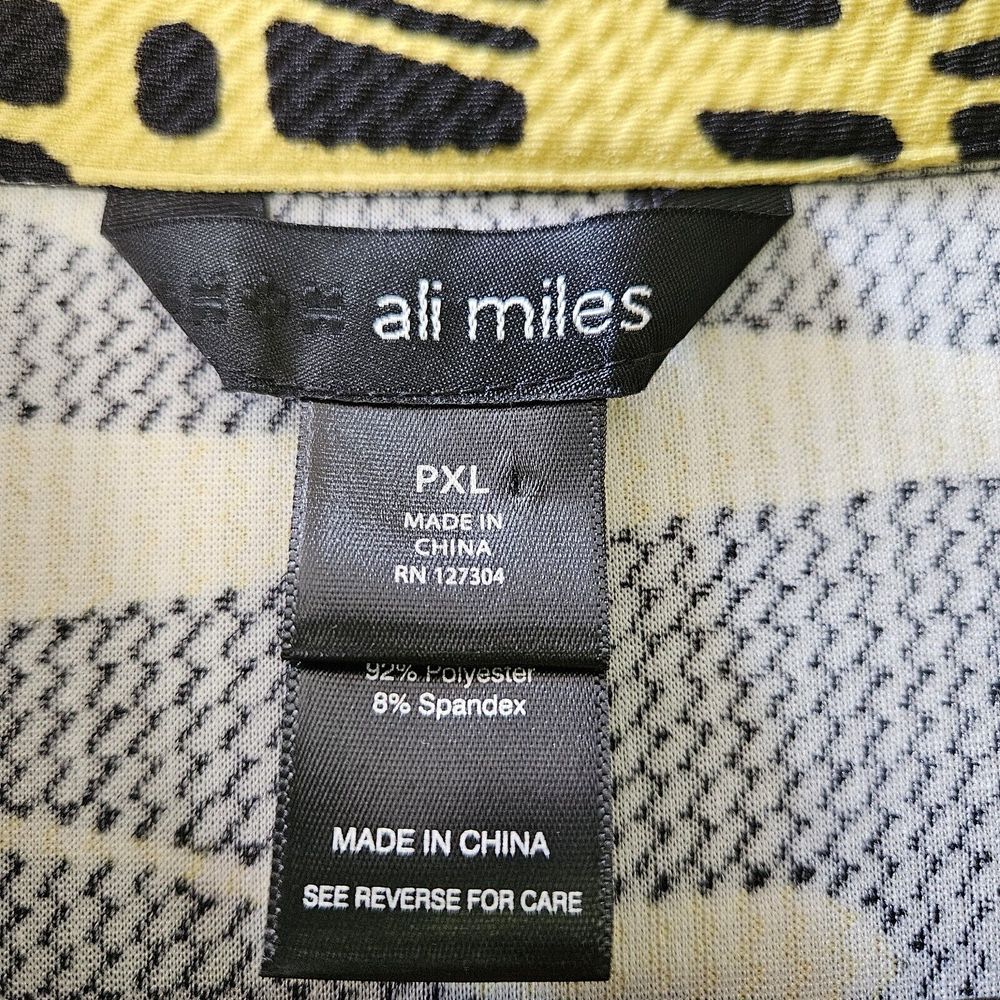 ali miles
PXL
MADE IN
CHINA
RN 127304
92% Polyester
8% Spandex
MADE IN CHINA
SEE REVERSE FOR CARE